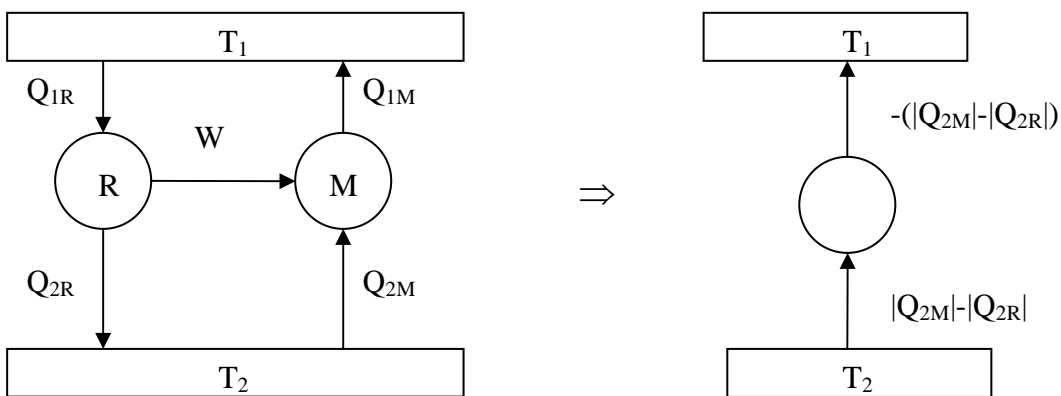 T₁
Q₁R
Q₁M
W
R
M
Q₂R
Q₂M
T₂
⇒
T₁
-(|Q₂M|-|Q₂R|)
|Q₂M|-|Q₂R|
T₂